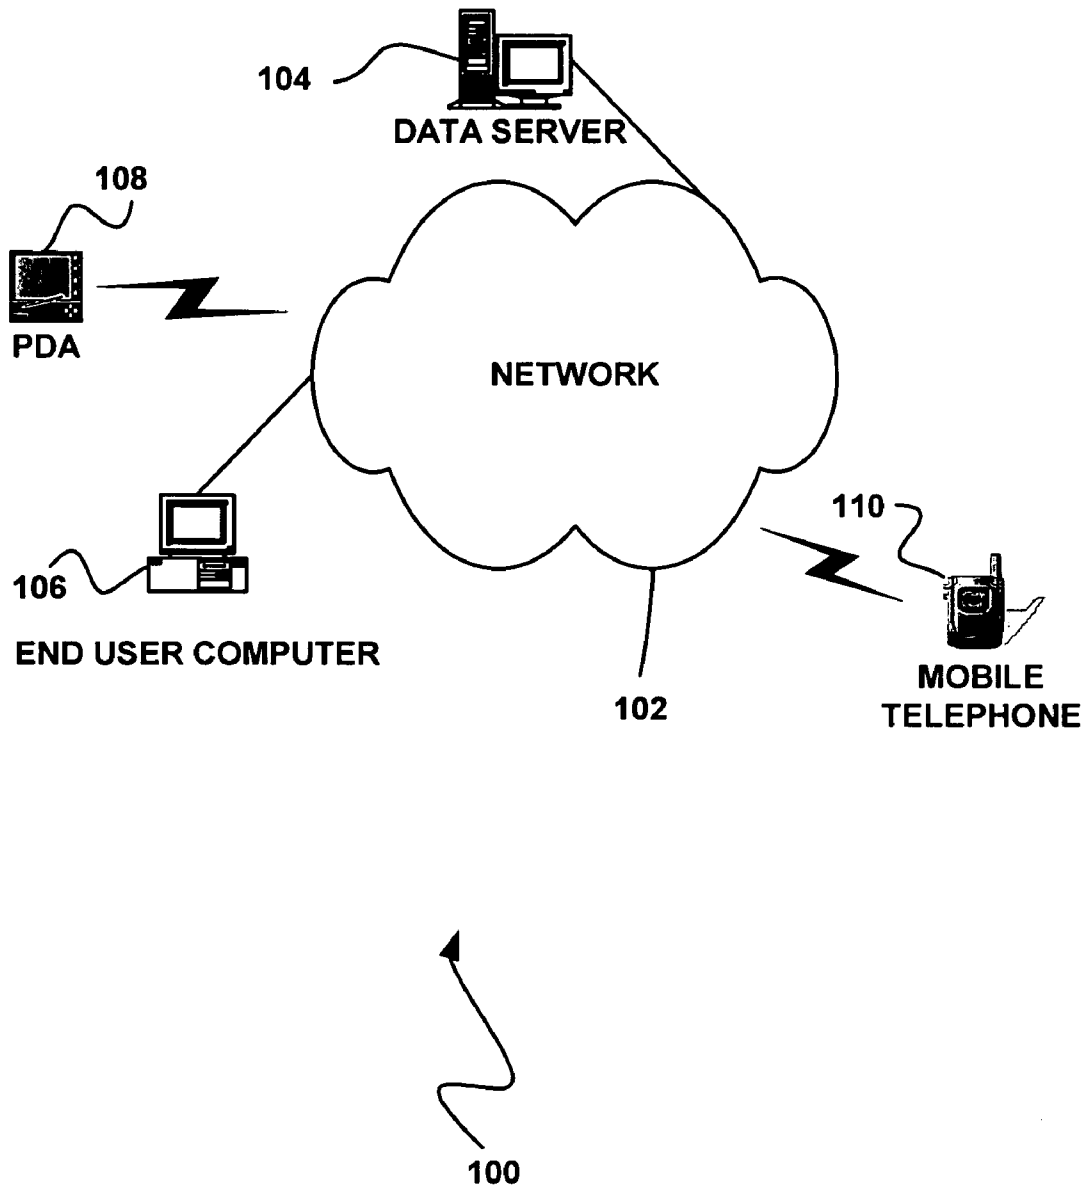 104
DATA SERVER
108
PDA
NETWORK
110
106
END USER COMPUTER
MOBILE
TELEPHONE
102
100